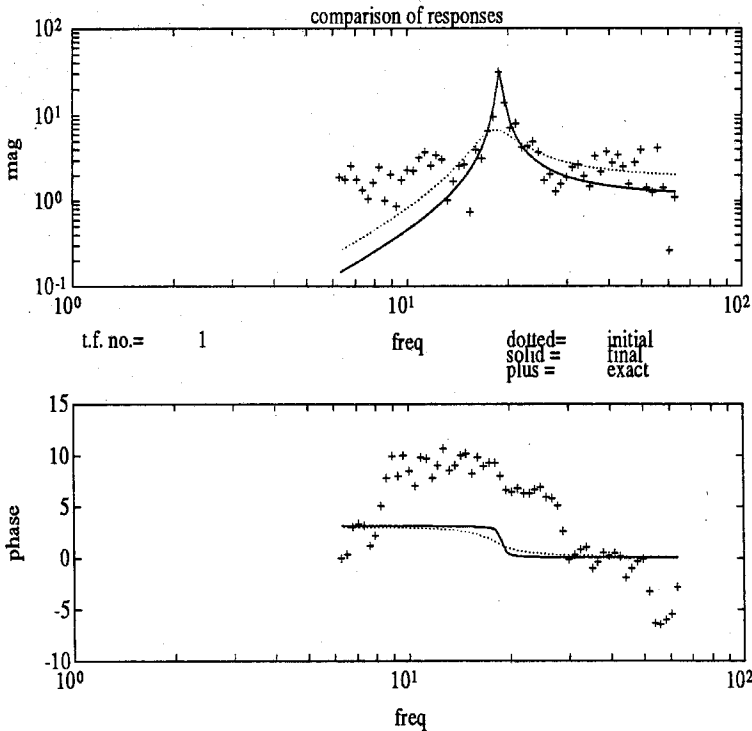 comparison of responses
10^2
10^1
10^0
10^-1
mag
10^0 10^1 10^2
freq
t.f. no.= 1
dotted= initial
solid = final
plus = exact
15
10
5
0
-5
-10
phase
10^0 10^1 10^2
freq